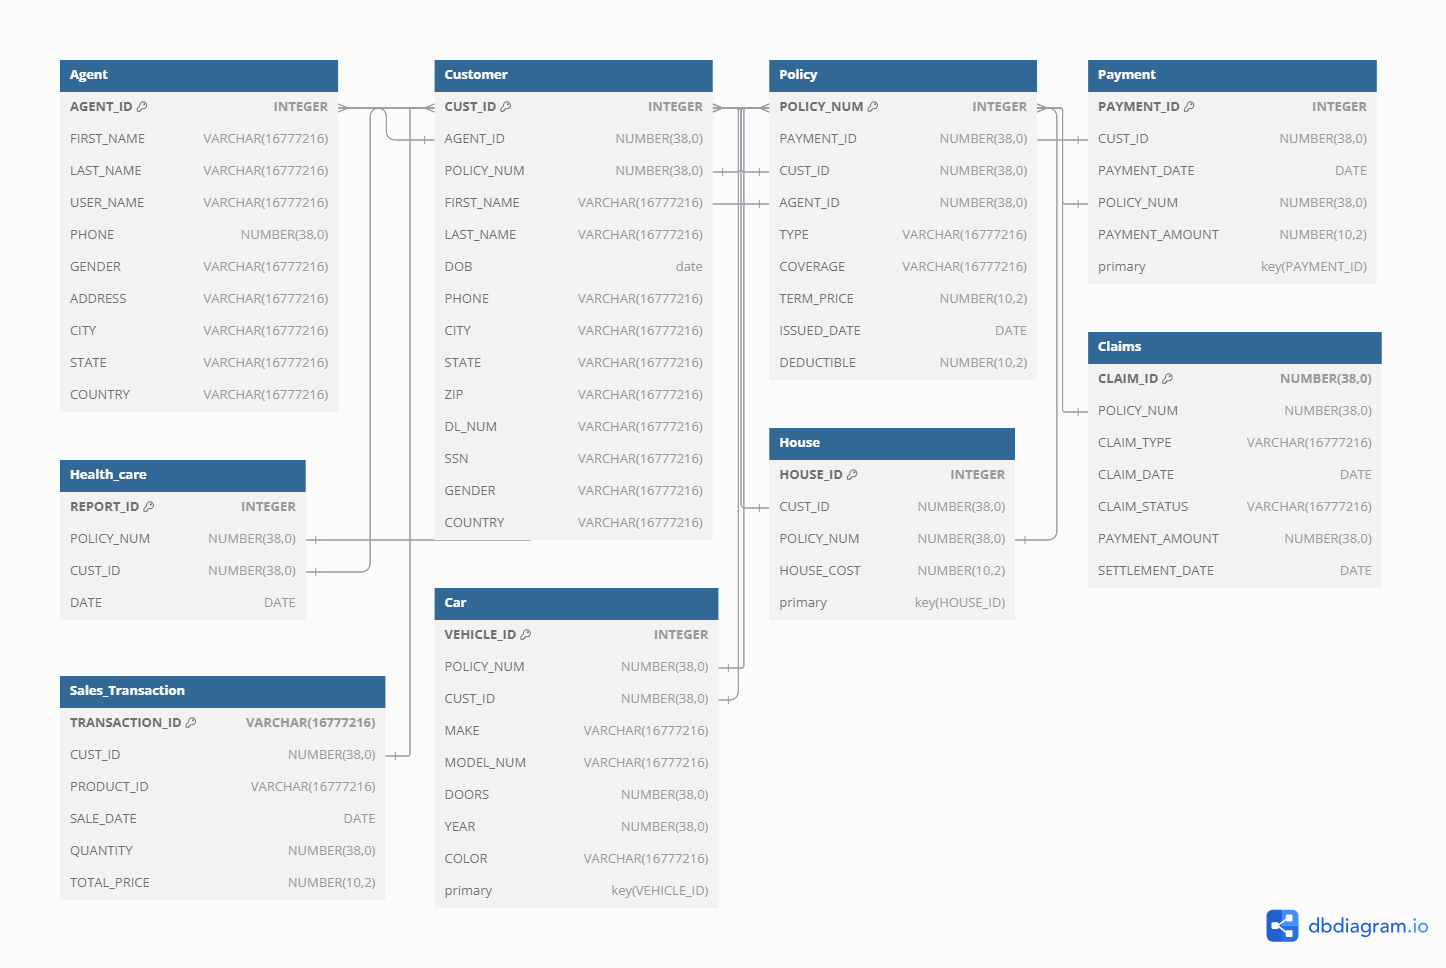 Agent
AGENT_ID INTEGER
FIRST_NAME VARCHAR(16777216)
LAST_NAME VARCHAR(16777216)
USER_NAME VARCHAR(16777216)
PHONE NUMBER(38,0)
GENDER VARCHAR(16777216)
ADDRESS VARCHAR(16777216)
CITY VARCHAR(16777216)
STATE VARCHAR(16777216)
COUNTRY VARCHAR(16777216)
Customer
CUST_ID INTEGER
AGENT_ID NUMBER(38,0)
POLICY_NUM NUMBER(38,0)
FIRST_NAME VARCHAR(16777216)
LAST_NAME VARCHAR(16777216)
DOB date
PHONE VARCHAR(16777216)
CITY VARCHAR(16777216)
STATE VARCHAR(16777216)
ZIP VARCHAR(16777216)
DL_NUM VARCHAR(16777216)
SSN VARCHAR(16777216)
GENDER VARCHAR(16777216)
COUNTRY VARCHAR(16777216)
Policy
POLICY_NUM INTEGER
PAYMENT_ID NUMBER(38,0)
CUST_ID NUMBER(38,0)
AGENT_ID NUMBER(38,0)
TYPE VARCHAR(16777216)
COVERAGE VARCHAR(16777216)
TERM_PRICE NUMBER(10,2)
ISSUED_DATE DATE
DEDUCTIBLE NUMBER(10,2)
Payment
PAYMENT_ID INTEGER
CUST_ID NUMBER(38,0)
PAYMENT_DATE DATE
POLICY_NUM NUMBER(38,0)
PAYMENT_AMOUNT NUMBER(10,2)
primary key(PAYMENT_ID)
Claims
CLAIM_ID NUMBER(38,0)
POLICY_NUM NUMBER(38,0)
CLAIM_TYPE VARCHAR(16777216)
CLAIM_DATE DATE
CLAIM_STATUS VARCHAR(16777216)
PAYMENT_AMOUNT NUMBER(38,0)
SETTLEMENT_DATE DATE
House
HOUSE_ID INTEGER
CUST_ID NUMBER(38,0)
POLICY_NUM NUMBER(38,0)
HOUSE_COST NUMBER(10,2)
primary key(HOUSE_ID)
Health_care
REPORT_ID INTEGER
POLICY_NUM NUMBER(38,0)
CUST_ID NUMBER(38,0)
DATE DATE
Car
VEHICLE_ID INTEGER
POLICY_NUM NUMBER(38,0)
CUST_ID NUMBER(38,0)
MAKE VARCHAR(16777216)
MODEL_NUM VARCHAR(16777216)
DOORS NUMBER(38,0)
YEAR NUMBER(38,0)
COLOR VARCHAR(16777216)
primary key(VEHICLE_ID)
Sales_Transaction
TRANSACTION_ID VARCHAR(16777216)
CUST_ID NUMBER(38,0)
PRODUCT_ID VARCHAR(16777216)
SALE_DATE DATE
QUANTITY NUMBER(38,0)
TOTAL_PRICE NUMBER(10,2)
dbdiagram.io